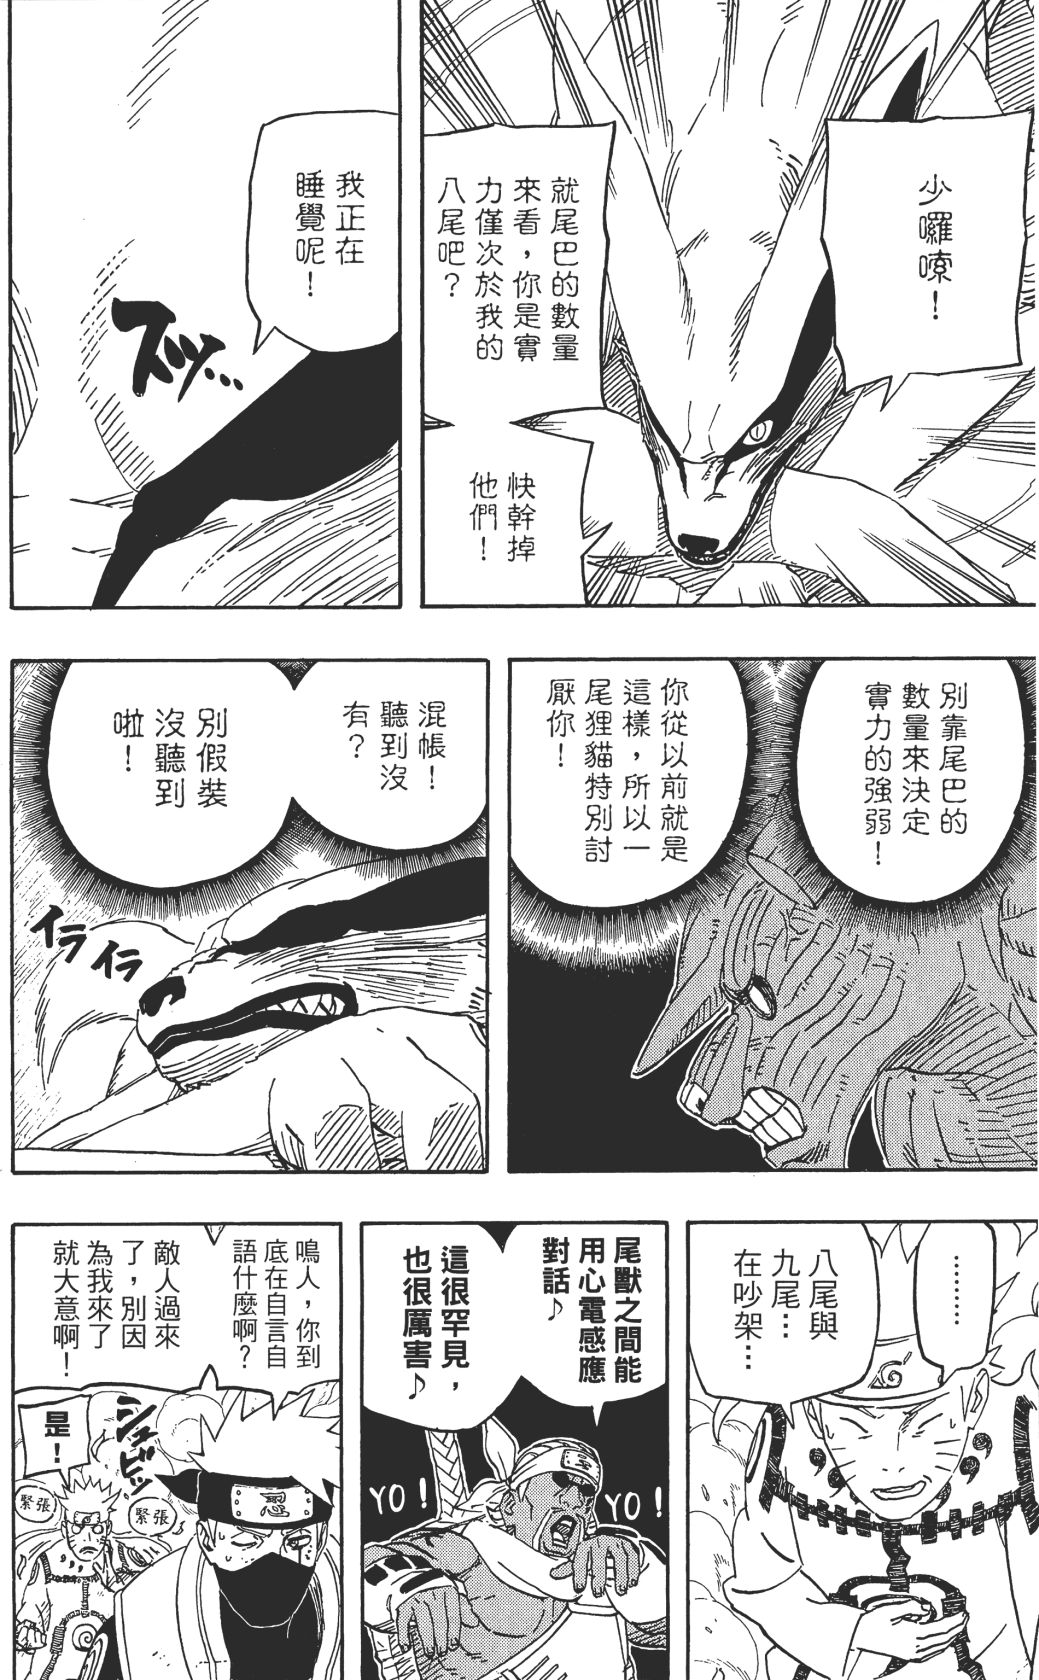 少囉嗦！
就尾巴的數量
來看，你是實
力僅次於我的
八尾吧？
快幹掉
他們！
我正在
睡覺呢！
ズッ…
別靠尾巴的
數量來決定
實力的強弱！
你從以前就是
這樣，所以一
尾狸貓特別討
厭你！
混帳！
聽到沒
有？
別假裝
沒聽到
啦！
イライラ
………
八尾與
九尾…
在吵架…
尾獸之間能
用心電感應
對話♪
這很罕見，
也很厲害♪
YO！
YO！
鳴人，你到
底在自言自
語什麼啊？
敵人過來
了，別因
為我來了
就大意啊！
シュビッ
是！
緊張
緊張